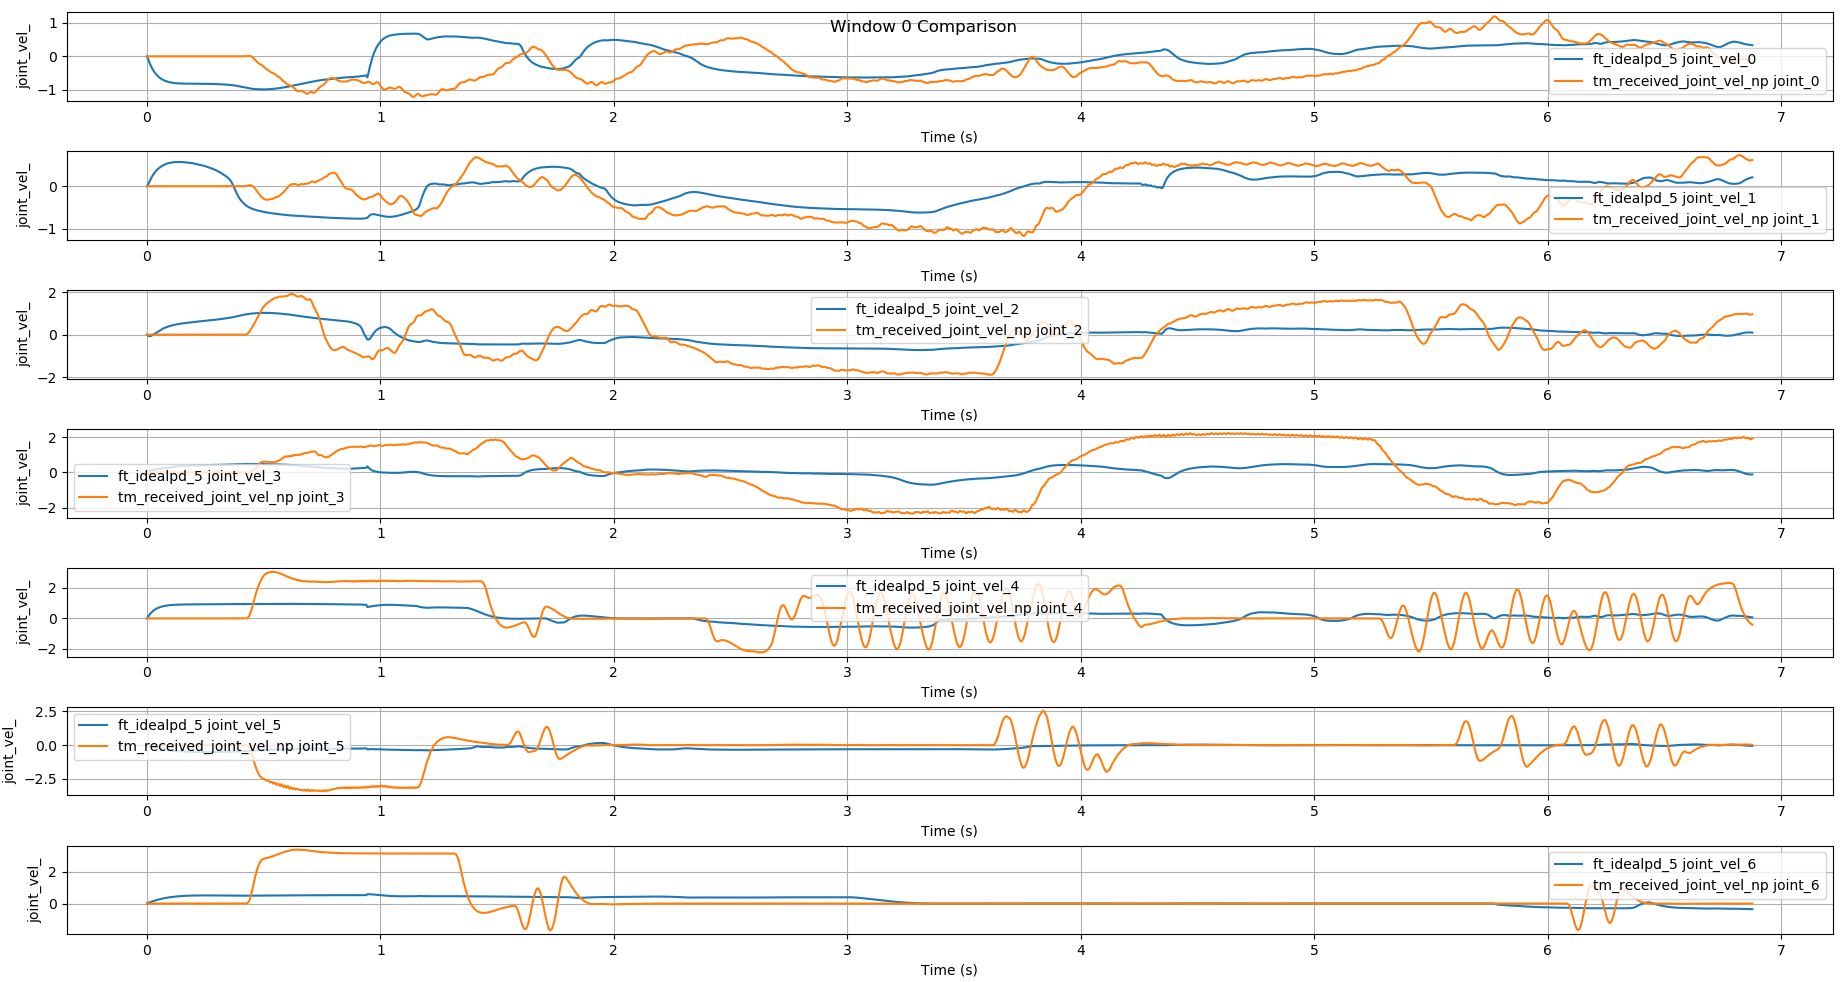 Window 0 Comparison
joint_vel_
1
0
−1
ft_idealpd_5 joint_vel_0
tm_received_joint_vel_np joint_0
0 1 2 3 4 5 6 7
Time (s)
joint_vel_
0
−1
ft_idealpd_5 joint_vel_1
tm_received_joint_vel_np joint_1
0 1 2 3 4 5 6 7
Time (s)
joint_vel_
2
0
−2
ft_idealpd_5 joint_vel_2
tm_received_joint_vel_np joint_2
0 1 2 3 4 5 6 7
Time (s)
joint_vel_
2
0
−2
ft_idealpd_5 joint_vel_3
tm_received_joint_vel_np joint_3
0 1 2 3 4 5 6 7
Time (s)
joint_vel_
2
0
−2
ft_idealpd_5 joint_vel_4
tm_received_joint_vel_np joint_4
0 1 2 3 4 5 6 7
Time (s)
joint_vel_
2.5
0.0
−2.5
ft_idealpd_5 joint_vel_5
tm_received_joint_vel_np joint_5
0 1 2 3 4 5 6 7
Time (s)
joint_vel_
2
0
ft_idealpd_5 joint_vel_6
tm_received_joint_vel_np joint_6
0 1 2 3 4 5 6 7
Time (s)